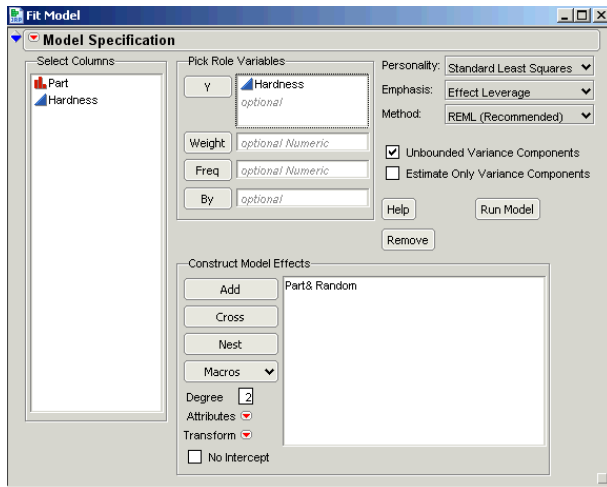 Fit Model
Model Specification
Select Columns
Part
Hardness
Pick Role Variables
Y
Hardness
optional
Weight
optional Numeric
Freq
optional Numeric
By
optional
Personality:
Standard Least Squares
Emphasis:
Effect Leverage
Method:
REML (Recommended)
Unbounded Variance Components
Estimate Only Variance Components
Help
Run Model
Remove
Construct Model Effects
Add
Cross
Nest
Macros
Degree 2
Attributes
Transform
No Intercept
Part& Random